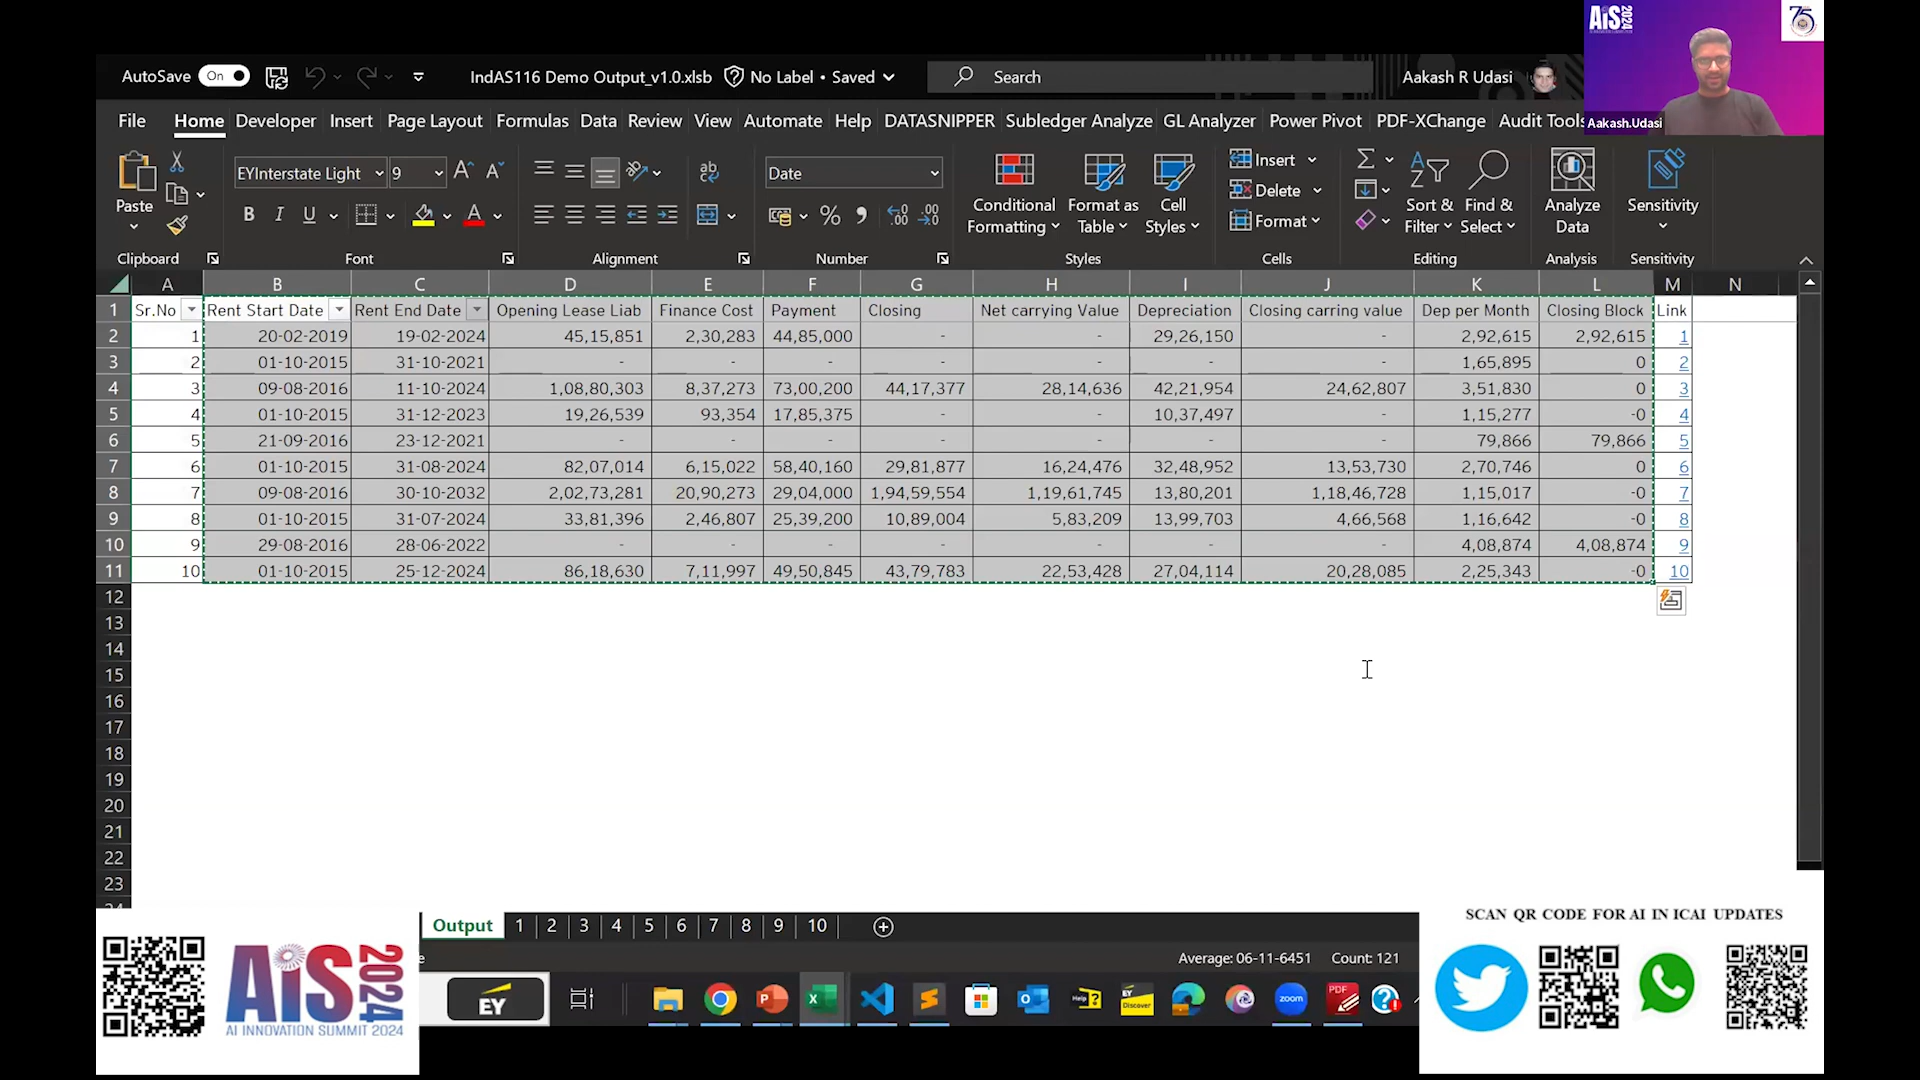 AiS 2024
AI INNOVATION SUMMIT 2024
75
Aakash.Udasi
AutoSave On IndAS116 Demo Output_v1.0.xlsb No Label • Saved Search Aakash R Udasi
File Home Developer Insert Page Layout Formulas Data Review View Automate Help DATASNIPPER Subledger Analyze GL Analyzer Power Pivot PDF-XChange Audit Tools
Paste EYInterstate Light 9 A A ab Date Conditional Formatting Format as Table Cell Styles Insert Delete Format Sort & Filter Find & Select Analyze Data Sensitivity
B I U A % 9 .00
Clipboard Font Alignment Number Styles Cells Editing Analysis Sensitivity
A B C D E F G H I J K L M N
1 Sr.No Rent Start Date Rent End Date Opening Lease Liab Finance Cost Payment Closing Net carrying Value Depreciation Closing carring value Dep per Month Closing Block Link
2 1 20-02-2019 19-02-2024 45,15,851 2,30,283 44,85,000 - - 29,26,150 - 2,92,615 2,92,615 1
3 2 01-10-2015 31-10-2021 - - - - - - - 1,65,895 0 2
4 3 09-08-2016 11-10-2024 1,08,80,303 8,37,273 73,00,200 44,17,377 28,14,636 42,21,954 24,62,807 3,51,830 0 3
5 4 01-10-2015 31-12-2023 19,26,539 93,354 17,85,375 - - 10,37,497 - 1,15,277 -0 4
6 5 21-09-2016 23-12-2021 - - - - - - - 79,866 79,866 5
7 6 01-10-2015 31-08-2024 82,07,014 6,15,022 58,40,160 29,81,877 16,24,476 32,48,952 13,53,730 2,70,746 0 6
8 7 09-08-2016 30-10-2032 2,02,73,281 20,90,273 29,04,000 1,94,59,554 1,19,61,745 13,80,201 1,18,46,728 1,15,017 -0 7
9 8 01-10-2015 31-07-2024 33,81,396 2,46,807 25,39,200 10,89,004 5,83,209 13,99,703 4,66,568 1,16,642 -0 8
10 9 29-08-2016 28-06-2022 - - - - - - - 4,08,874 4,08,874 9
11 10 01-10-2015 25-12-2024 86,18,630 7,11,997 49,50,845 43,79,783 22,53,428 27,04,114 20,28,085 2,25,343 -0 10
12
13
14
15
16
17
18
19
20
21
22
23
Output 1 2 3 4 5 6 7 8 9 10
Average: 06-11-6451 Count: 121
EY Help ? EY Discover zoom PDF
AiS 2024
AI INNOVATION SUMMIT 2024
SCAN QR CODE FOR AI IN ICAI UPDATES